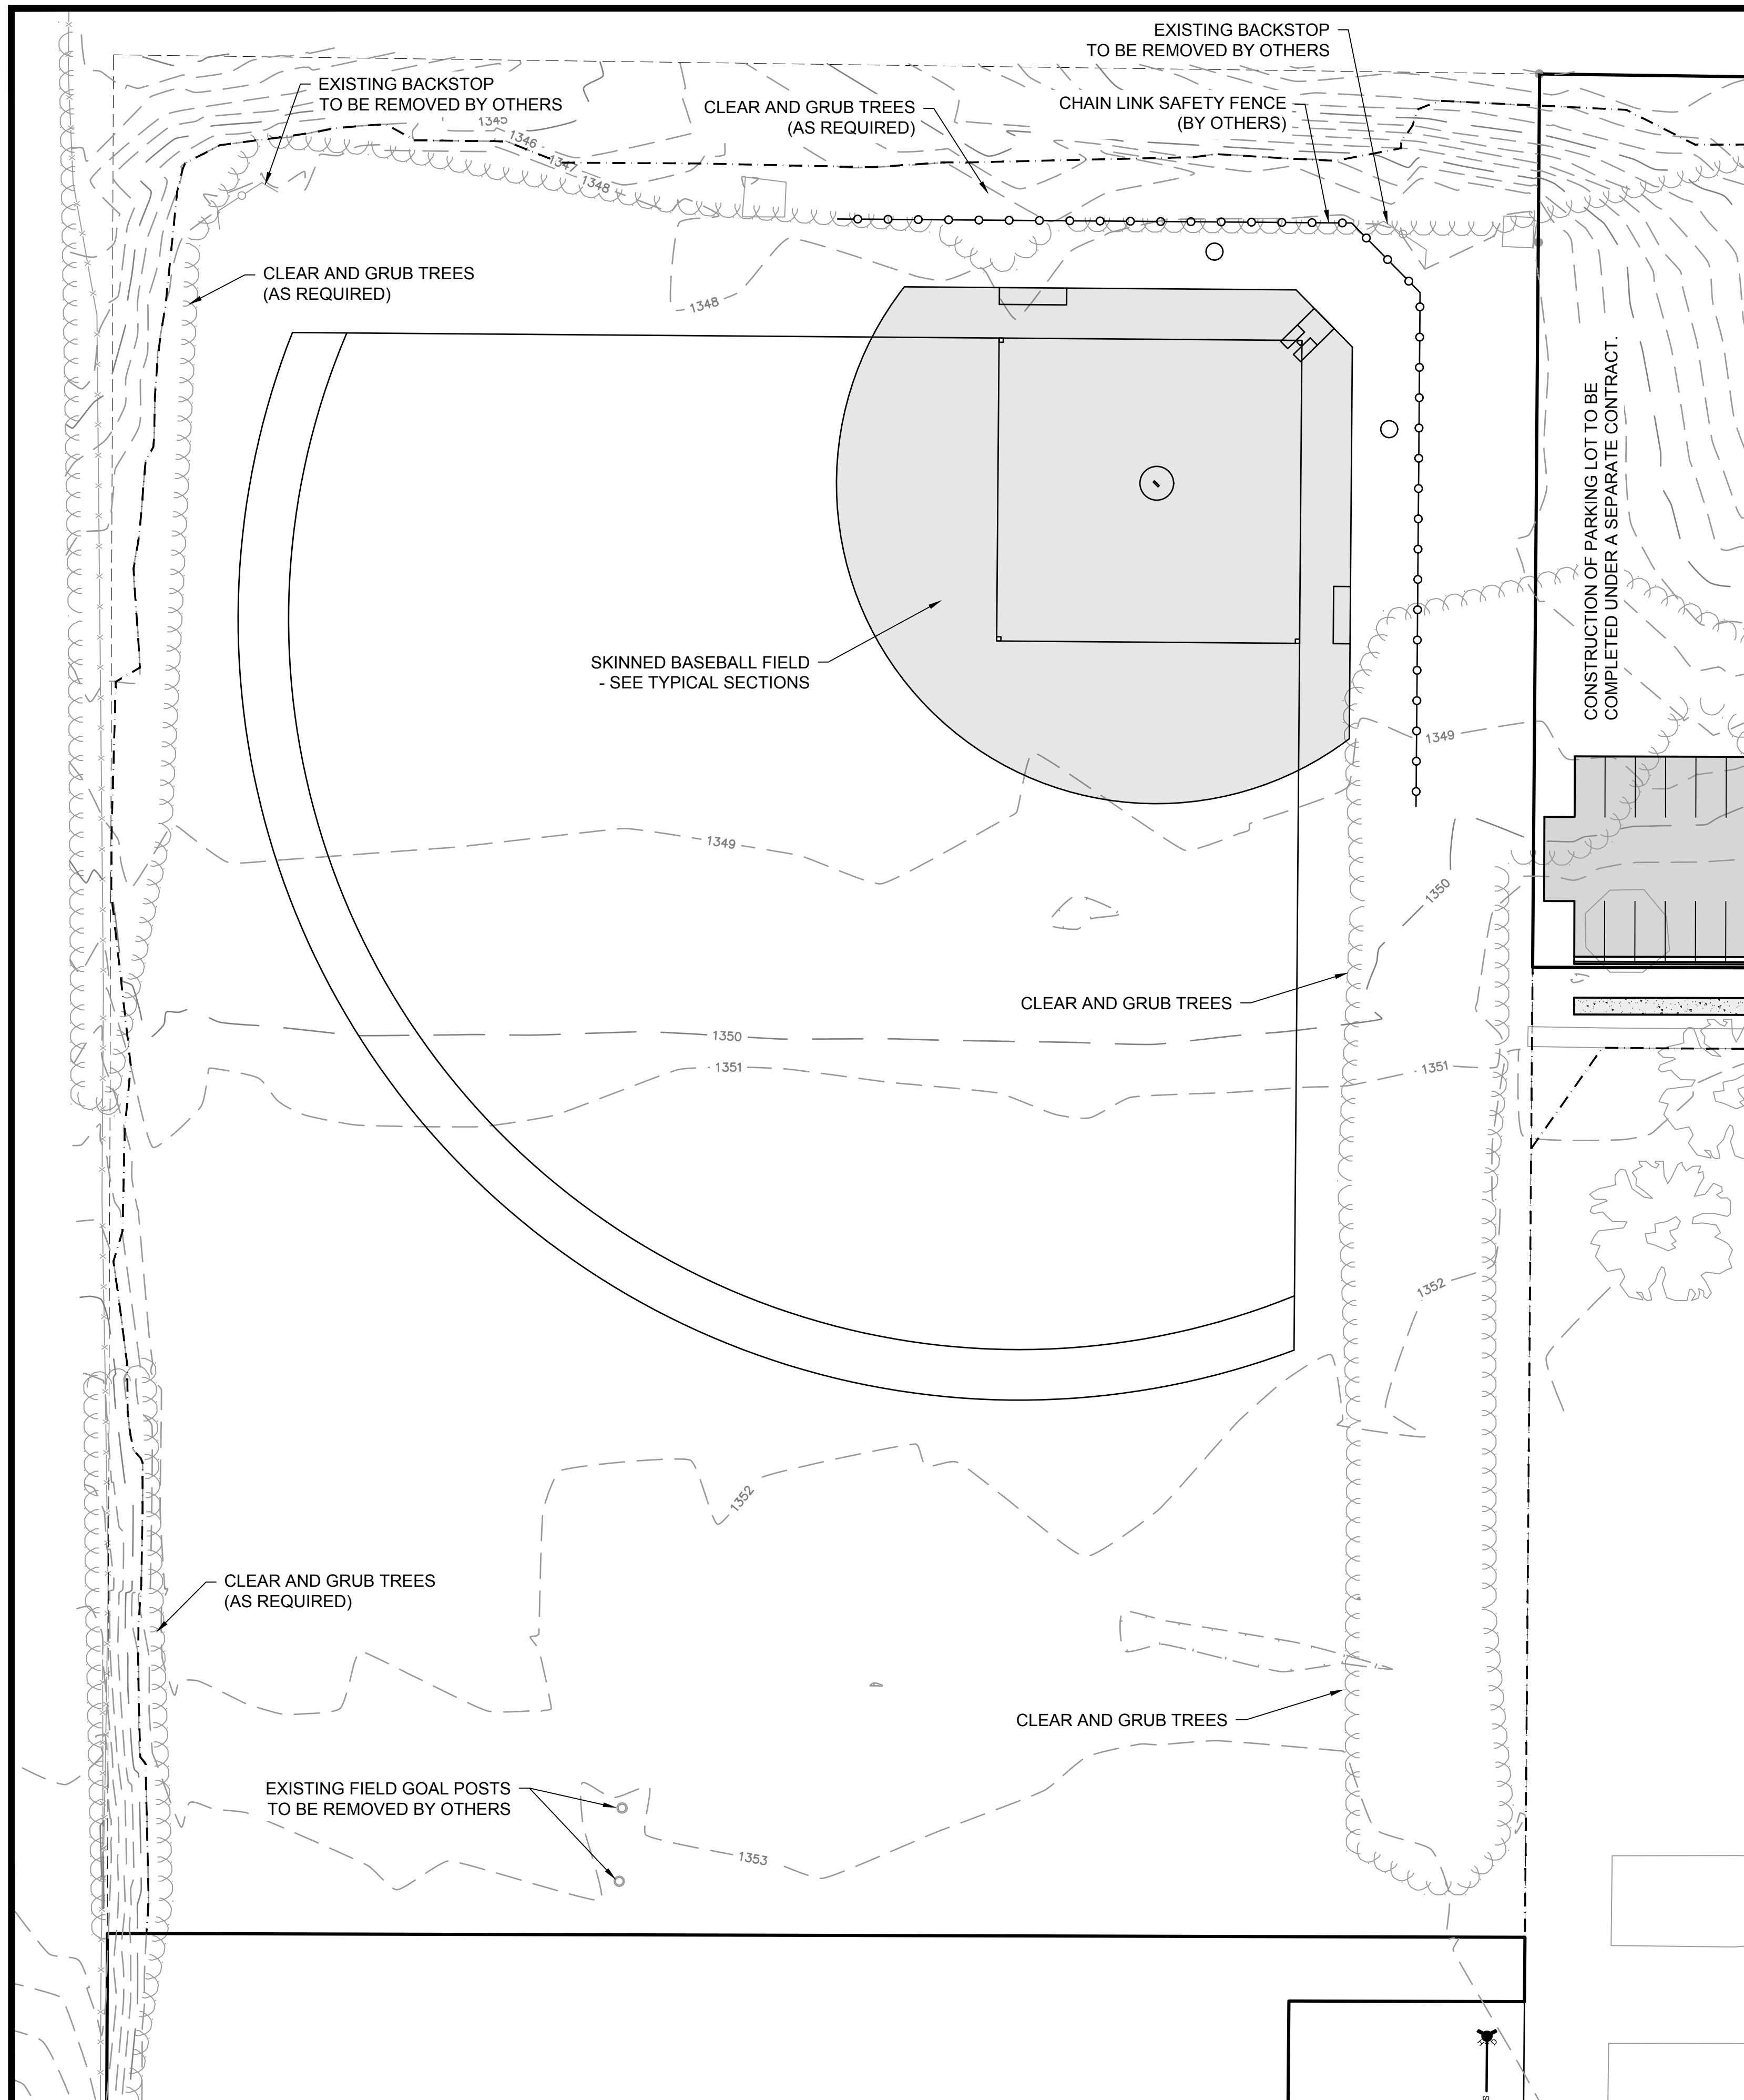 EXISTING BACKSTOP
TO BE REMOVED BY OTHERS
EXISTING BACKSTOP
TO BE REMOVED BY OTHERS
CLEAR AND GRUB TREES
(AS REQUIRED)
CHAIN LINK SAFETY FENCE
(BY OTHERS)
1345
1346
1347
1348
CLEAR AND GRUB TREES
(AS REQUIRED)
1348
CONSTRUCTION OF PARKING LOT TO BE
COMPLETED UNDER A SEPARATE CONTRACT.
SKINNED BASEBALL FIELD
- SEE TYPICAL SECTIONS
1349
1349
1350
CLEAR AND GRUB TREES
1350
1351
1351
1352
1352
CLEAR AND GRUB TREES
(AS REQUIRED)
CLEAR AND GRUB TREES
EXISTING FIELD GOAL POSTS
TO BE REMOVED BY OTHERS
1353
H D
S